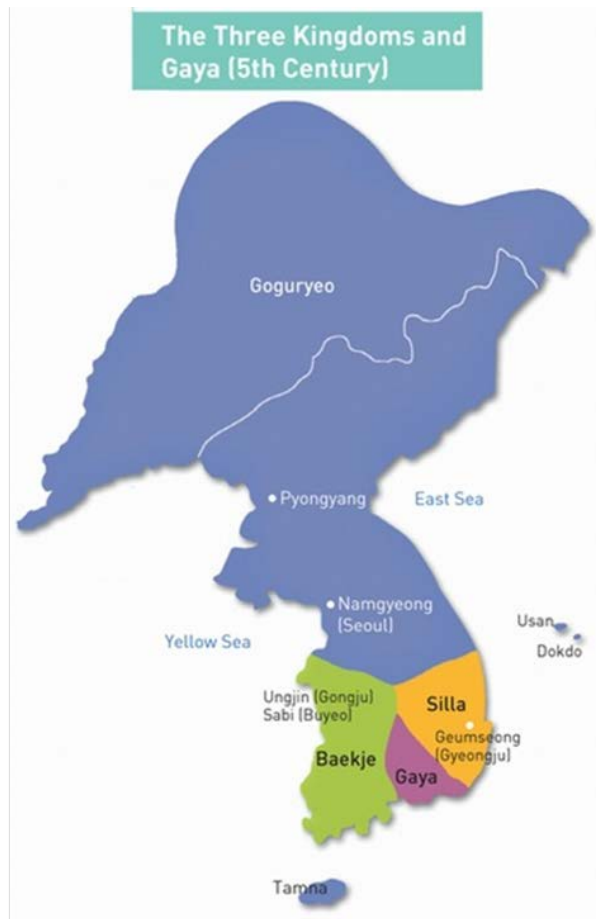 The Three Kingdoms and
Gaya (5th Century)
Goguryeo
Pyongyang
East Sea
Namgyeong
(Seoul)
Usan
Dokdo
Yellow Sea
Ungjin (Gongju)
Sabi (Buyeo)
Silla
Geumseong
(Gyeongju)
Baekje
Gaya
Tamna